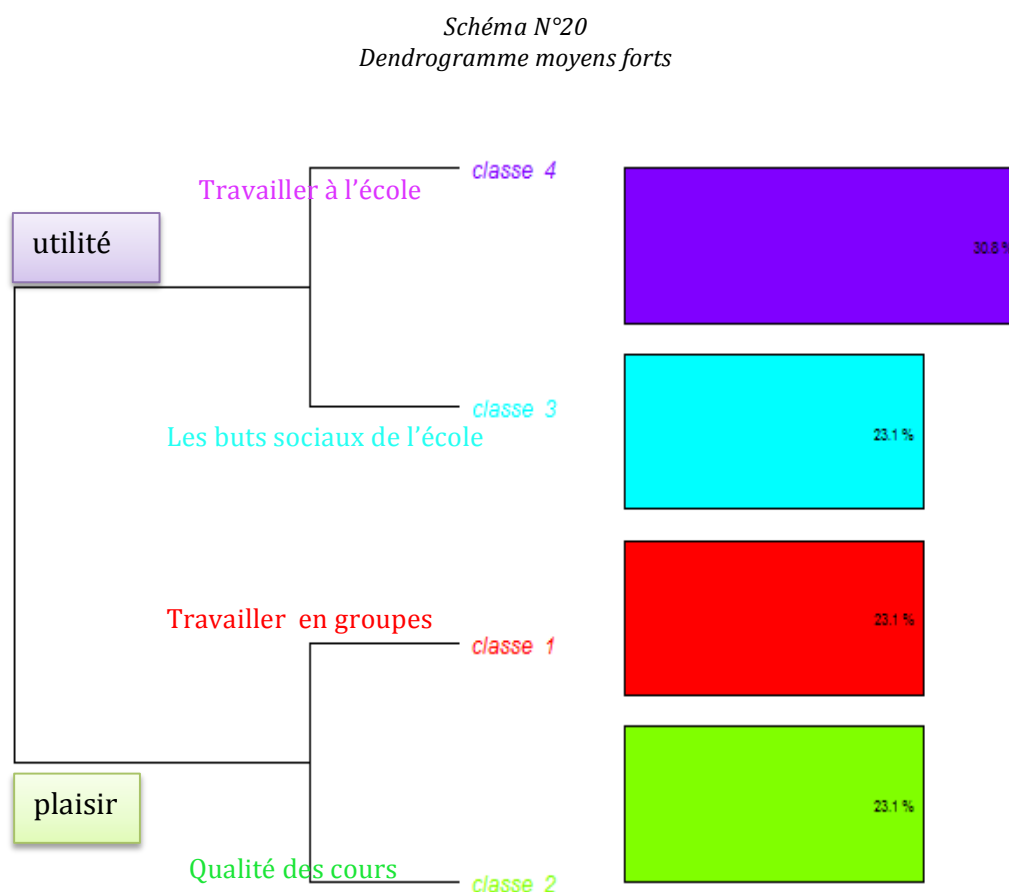 Schéma N°20
Dendrogramme moyens forts
classe 4
Travailler à l'école
utilité
30.8 %
classe 3
Les buts sociaux de l'école
23.1 %
Travailler en groupes
23.1 %
classe 1
plaisir
23.1 %
Qualité des cours
classe 2